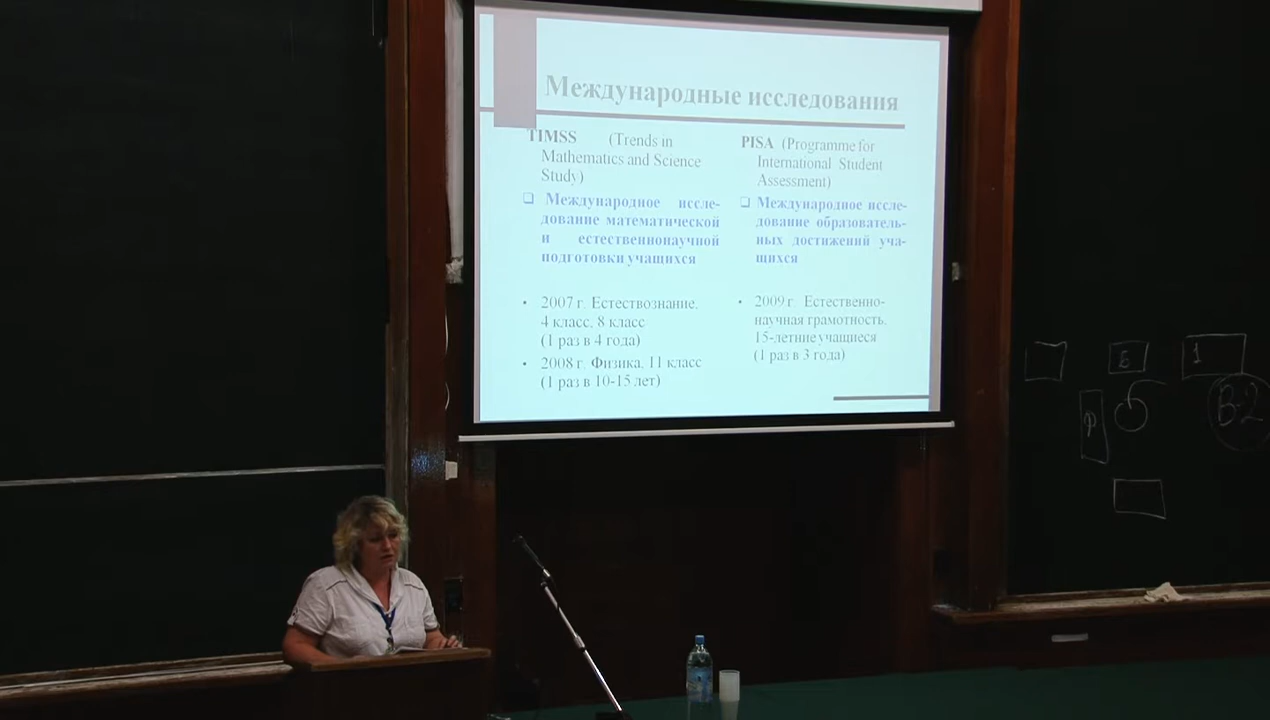 Международные исследования
TIMSS (Trends in
Mathematics and Science
Study)
❑ Международное иссле-
дование математической
и естественнонаучной
подготовки учащихся
• 2007 г. Естествознание,
4 класс, 8 класс
(1 раз в 4 года)
• 2008 г. Физика, 11 класс
(1 раз в 10-15 лет)
PISA (Programme for
International Student
Assessment)
❑ Международное иссле-
дование образователь-
ных достижений уча-
щихся
• 2009 г. Естественно-
научная грамотность,
15-летние учащиеся
(1 раз в 3 года)
Б
1
Ф
B-2